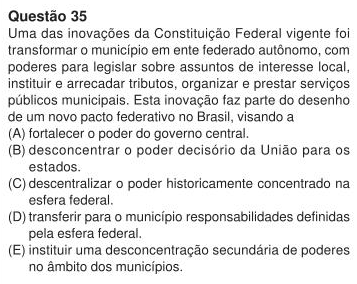 Questão 35
Uma das inovações da Constituição Federal vigente foi
transformar o município em ente federado autônomo, com
poderes para legislar sobre assuntos de interesse local,
instituir e arrecadar tributos, organizar e prestar serviços
públicos municipais. Esta inovação faz parte do desenho
de um novo pacto federativo no Brasil, visando a
(A) fortalecer o poder do governo central.
(B) desconcentrar o poder decisório da União para os
estados.
(C) descentralizar o poder historicamente concentrado na
esfera federal.
(D) transferir para o município responsabilidades definidas
pela esfera federal.
(E) instituir uma desconcentração secundária de poderes
no âmbito dos municípios.